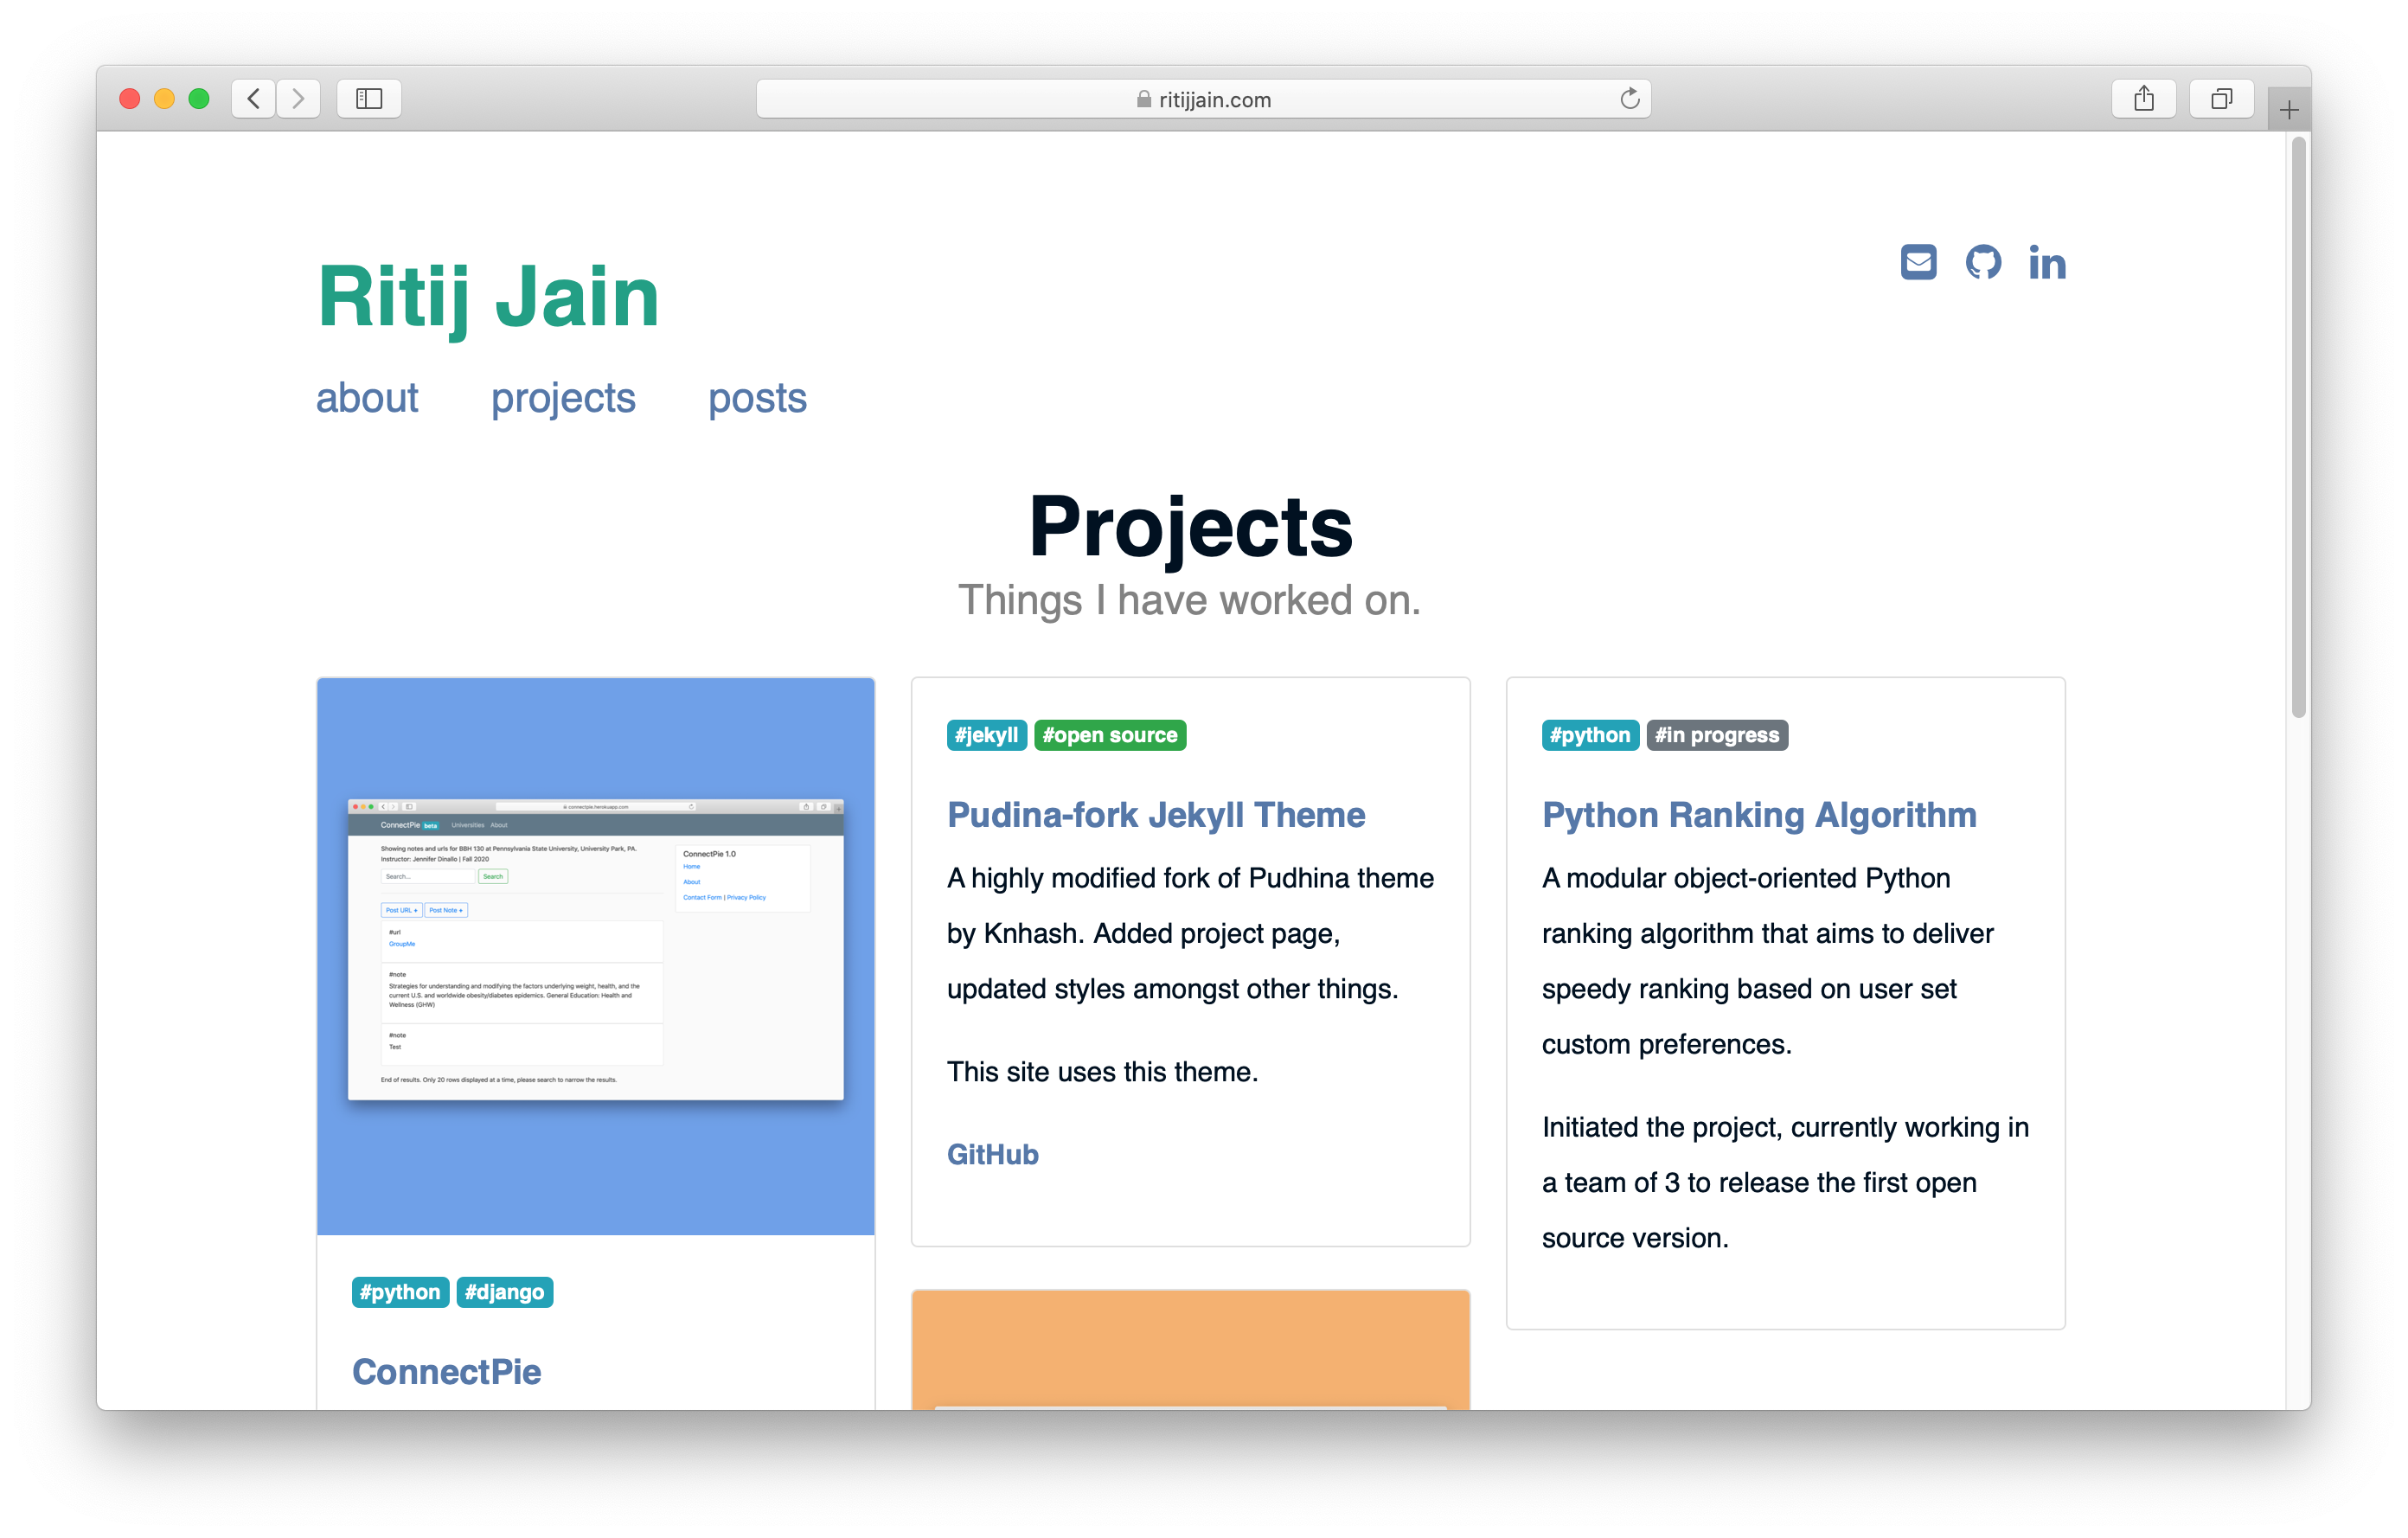 ritijjain.com
Ritij Jain
about projects posts
Projects
Things I have worked on.
connectpie.herokuapp.com
ConnectPie beta Universities About
Showing notes and urls for BBH 130 at Pennsylvania State University, University Park, PA.
Instructor: Jennifer Dinallo | Fall 2020
Search... Search
Post URL + Post Note +
#url
GroupMe
#note
Strategies for understanding and modifying the factors underlying weight, health, and the
current U.S. and worldwide obesity/diabetes epidemics. General Education: Health and
Wellness (GHW)
#note
Test
End of results. Only 20 rows displayed at a time, please search to narrow the results.
ConnectPie 1.0
Home
About
Contact Form | Privacy Policy
#python #django
ConnectPie
#jekyll #open source
Pudina-fork Jekyll Theme
A highly modified fork of Pudhina theme
by Knhash. Added project page,
updated styles amongst other things.
This site uses this theme.
GitHub
#python #in progress
Python Ranking Algorithm
A modular object-oriented Python
ranking algorithm that aims to deliver
speedy ranking based on user set
custom preferences.
Initiated the project, currently working in
a team of 3 to release the first open
source version.